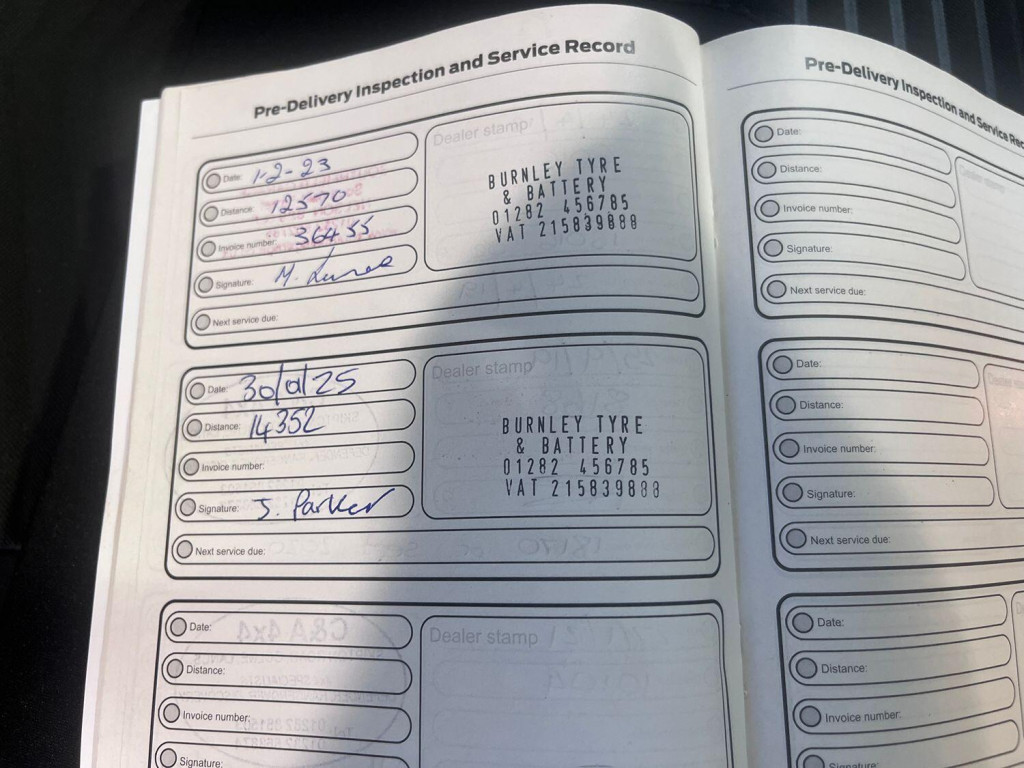 Pre-Delivery Inspection and Service Record
Date: 1-2-23
Distance: 12570
Invoice number: 36455
Signature: M.
Next service due:
Dealer stamp:
BURNLEY TYRE
& BATTERY
01282 456785
VAT 215839888
Date: 30/01/25
Distance: 14352
Invoice number:
Signature: J. Parker
Next service due:
Dealer stamp
BURNLEY TYRE
& BATTERY
01282 456785
VAT 215839888
Date:
Distance:
Invoice number:
Signature:
Dealer stamp
Pre-Delivery Inspection and Service Rec
Date:
Distance:
Invoice number:
Signature:
Next service due:
Date:
Distance:
Invoice number:
Signature:
Next service due:
Date:
Distance:
Invoice number:
Signature: